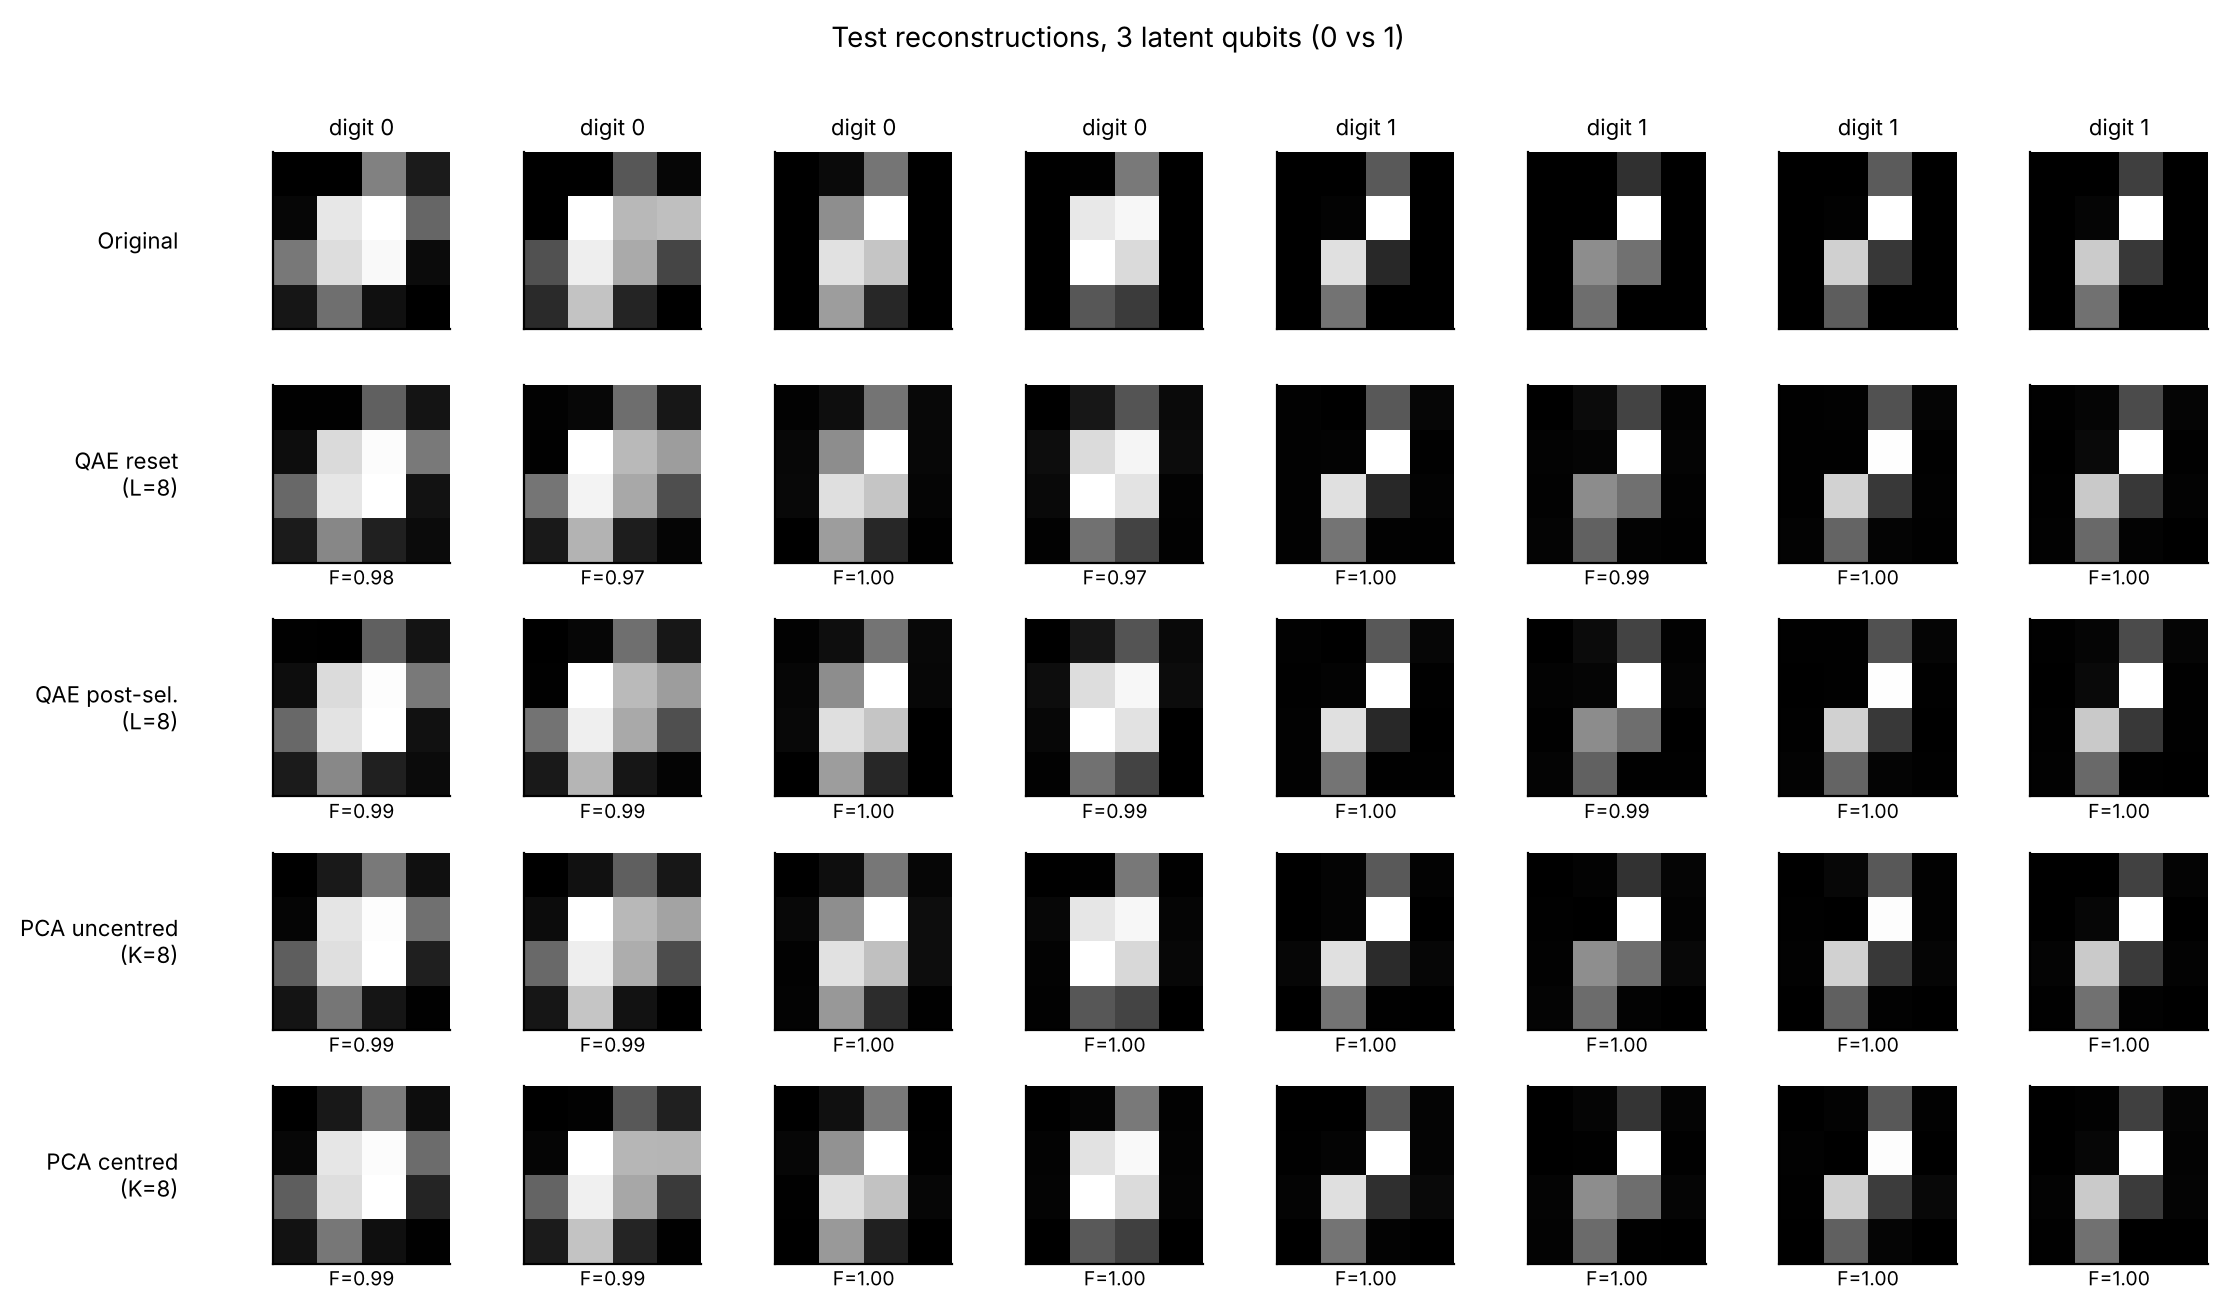 Test reconstructions, 3 latent qubits (0 vs 1)
digit 0 digit 0 digit 0 digit 0 digit 1 digit 1 digit 1 digit 1
Original
QAE reset
(L=8)
F=0.98 F=0.97 F=1.00 F=0.97 F=1.00 F=0.99 F=1.00 F=1.00
QAE post-sel.
(L=8)
F=0.99 F=0.99 F=1.00 F=0.99 F=1.00 F=0.99 F=1.00 F=1.00
PCA uncentred
(K=8)
F=0.99 F=0.99 F=1.00 F=1.00 F=1.00 F=1.00 F=1.00 F=1.00
PCA centred
(K=8)
F=0.99 F=0.99 F=1.00 F=1.00 F=1.00 F=1.00 F=1.00 F=1.00